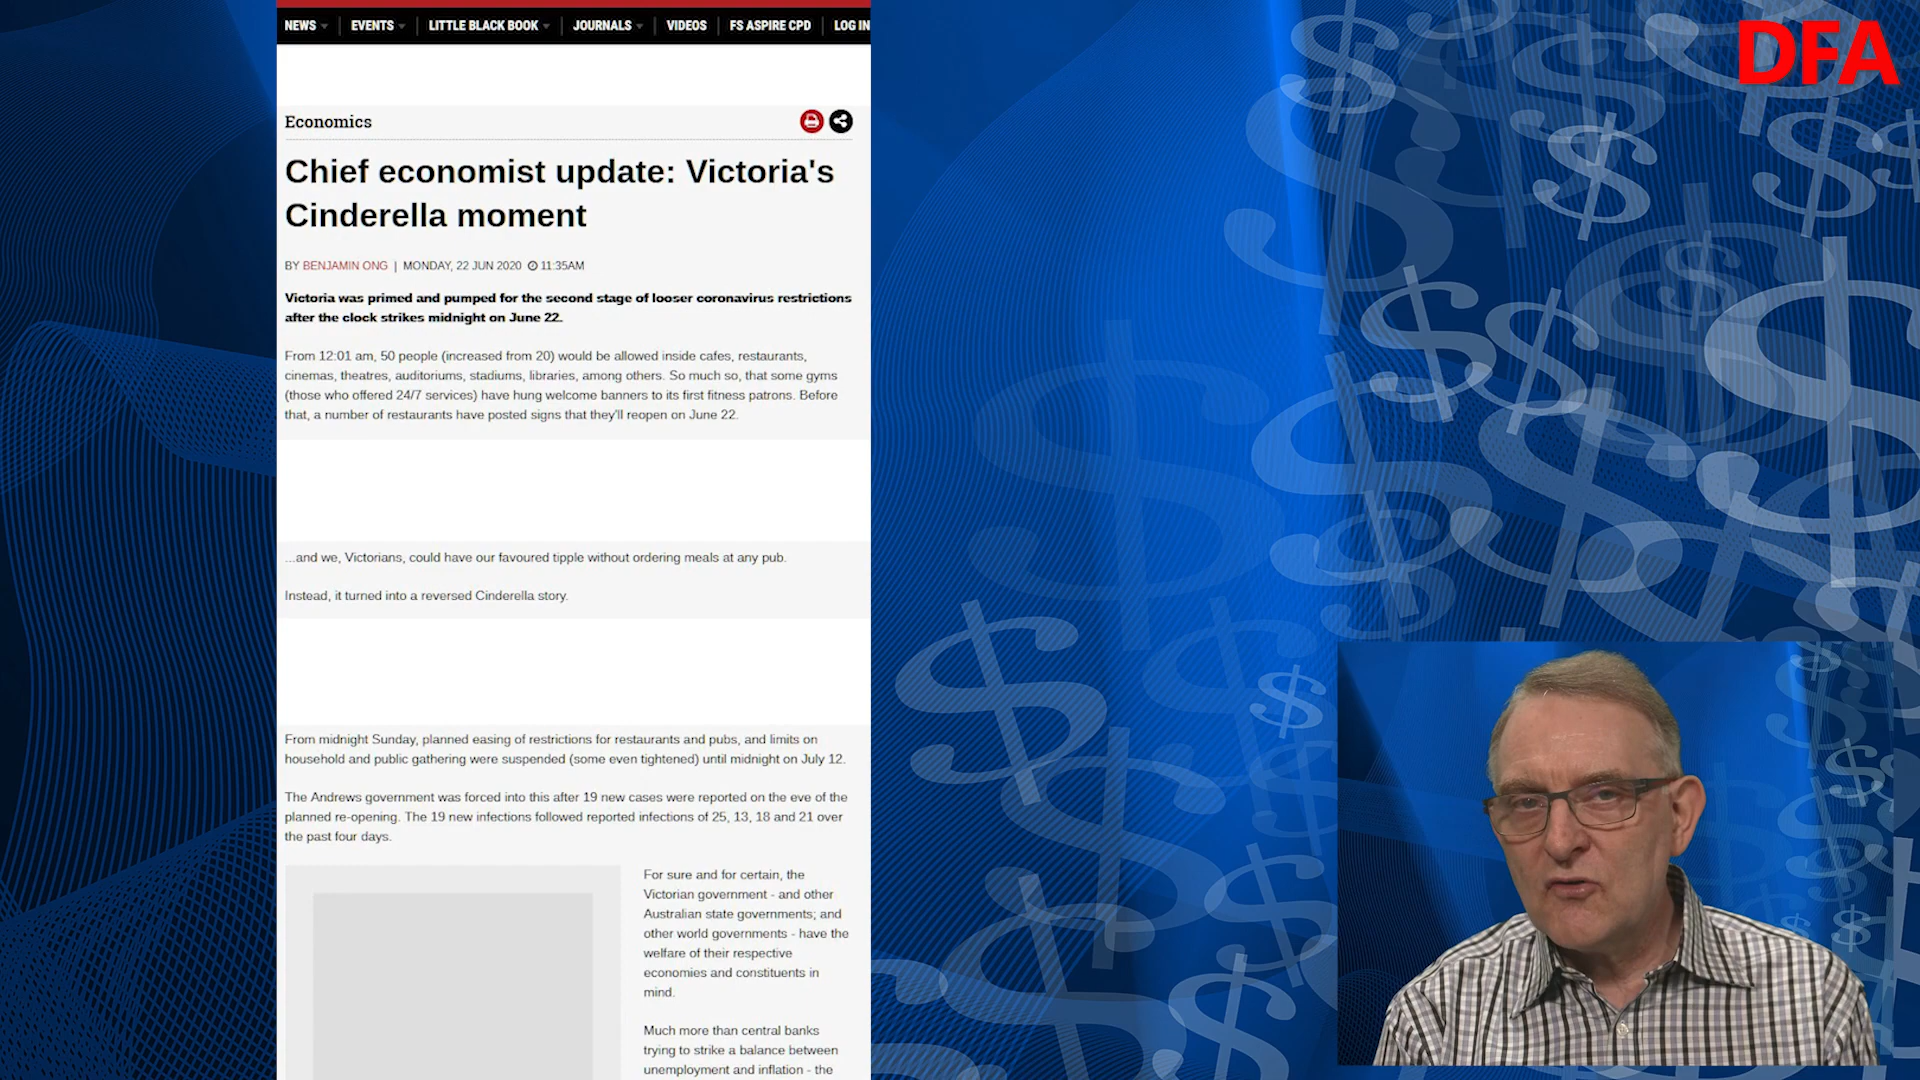 NEWS EVENTS LITTLE BLACK BOOK JOURNALS VIDEOS FS ASPIRE CPD LOG IN
DFA
Economics
Chief economist update: Victoria's
Cinderella moment
BY BENJAMIN ONG | MONDAY, 22 JUN 2020 11:35AM
Victoria was primed and pumped for the second stage of looser coronavirus restrictions
after the clock strikes midnight on June 22.
From 12:01 am, 50 people (increased from 20) would be allowed inside cafes, restaurants,
cinemas, theatres, auditoriums, stadiums, libraries, among others. So much so, that some gyms
(those who offered 24/7 services) have hung welcome banners to its first fitness patrons. Before
that, a number of restaurants have posted signs that they'll reopen on June 22.
...and we, Victorians, could have our favoured tipple without ordering meals at any pub.
Instead, it turned into a reversed Cinderella story.
From midnight Sunday, planned easing of restrictions for restaurants and pubs, and limits on
household and public gathering were suspended (some even tightened) until midnight on July 12.
The Andrews government was forced into this after 19 new cases were reported on the eve of the
planned re-opening. The 19 new infections followed reported infections of 25, 13, 18 and 21 over
the past four days.
For sure and for certain, the
Victorian government - and other
Australian state governments; and
other world governments - have the
welfare of their respective
economies and constituents in
mind.
Much more than central banks
trying to strike a balance between
unemployment and inflation - the